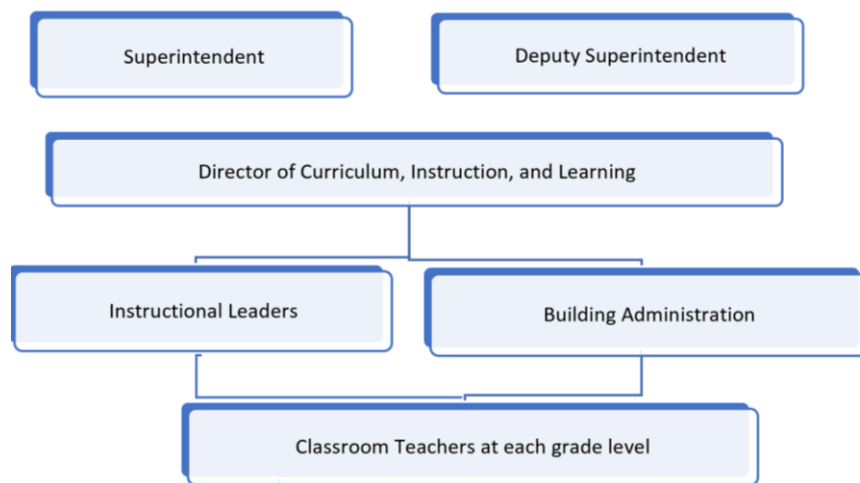 Superintendent
Deputy Superintendent
Director of Curriculum, Instruction, and Learning
Instructional Leaders
Building Administration
Classroom Teachers at each grade level